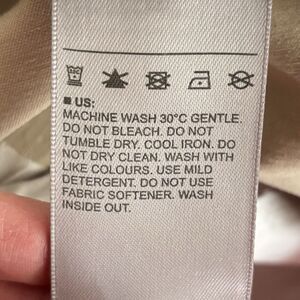 ■ US:
MACHINE WASH 30°C GENTLE.
DO NOT BLEACH. DO NOT
TUMBLE DRY. COOL IRON. DO
NOT DRY CLEAN. WASH WITH
LIKE COLOURS. USE MILD
DETERGENT. DO NOT USE
FABRIC SOFTENER. WASH
INSIDE OUT.